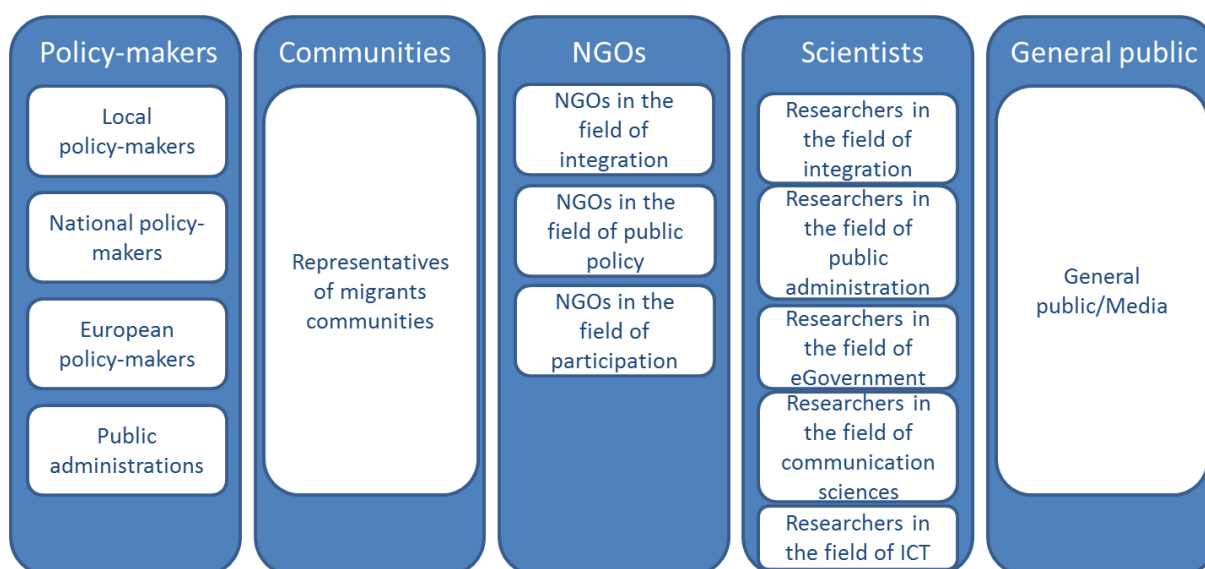 Policy-makers
Local
policy-makers
National policy-
makers
European
policy-makers
Public
administrations
Communities
Representatives
of migrants
communities
NGOs
NGOs in the
field of
integration
NGOs in the
field of public
policy
NGOs in the
field of
participation
Scientists
Researchers in
the field of
integration
Researchers in
the field of
public
administration
Researchers in
the field of
eGovernment
Researchers in
the field of
communication
sciences
Researchers in
the field of ICT
General public
General
public/Media